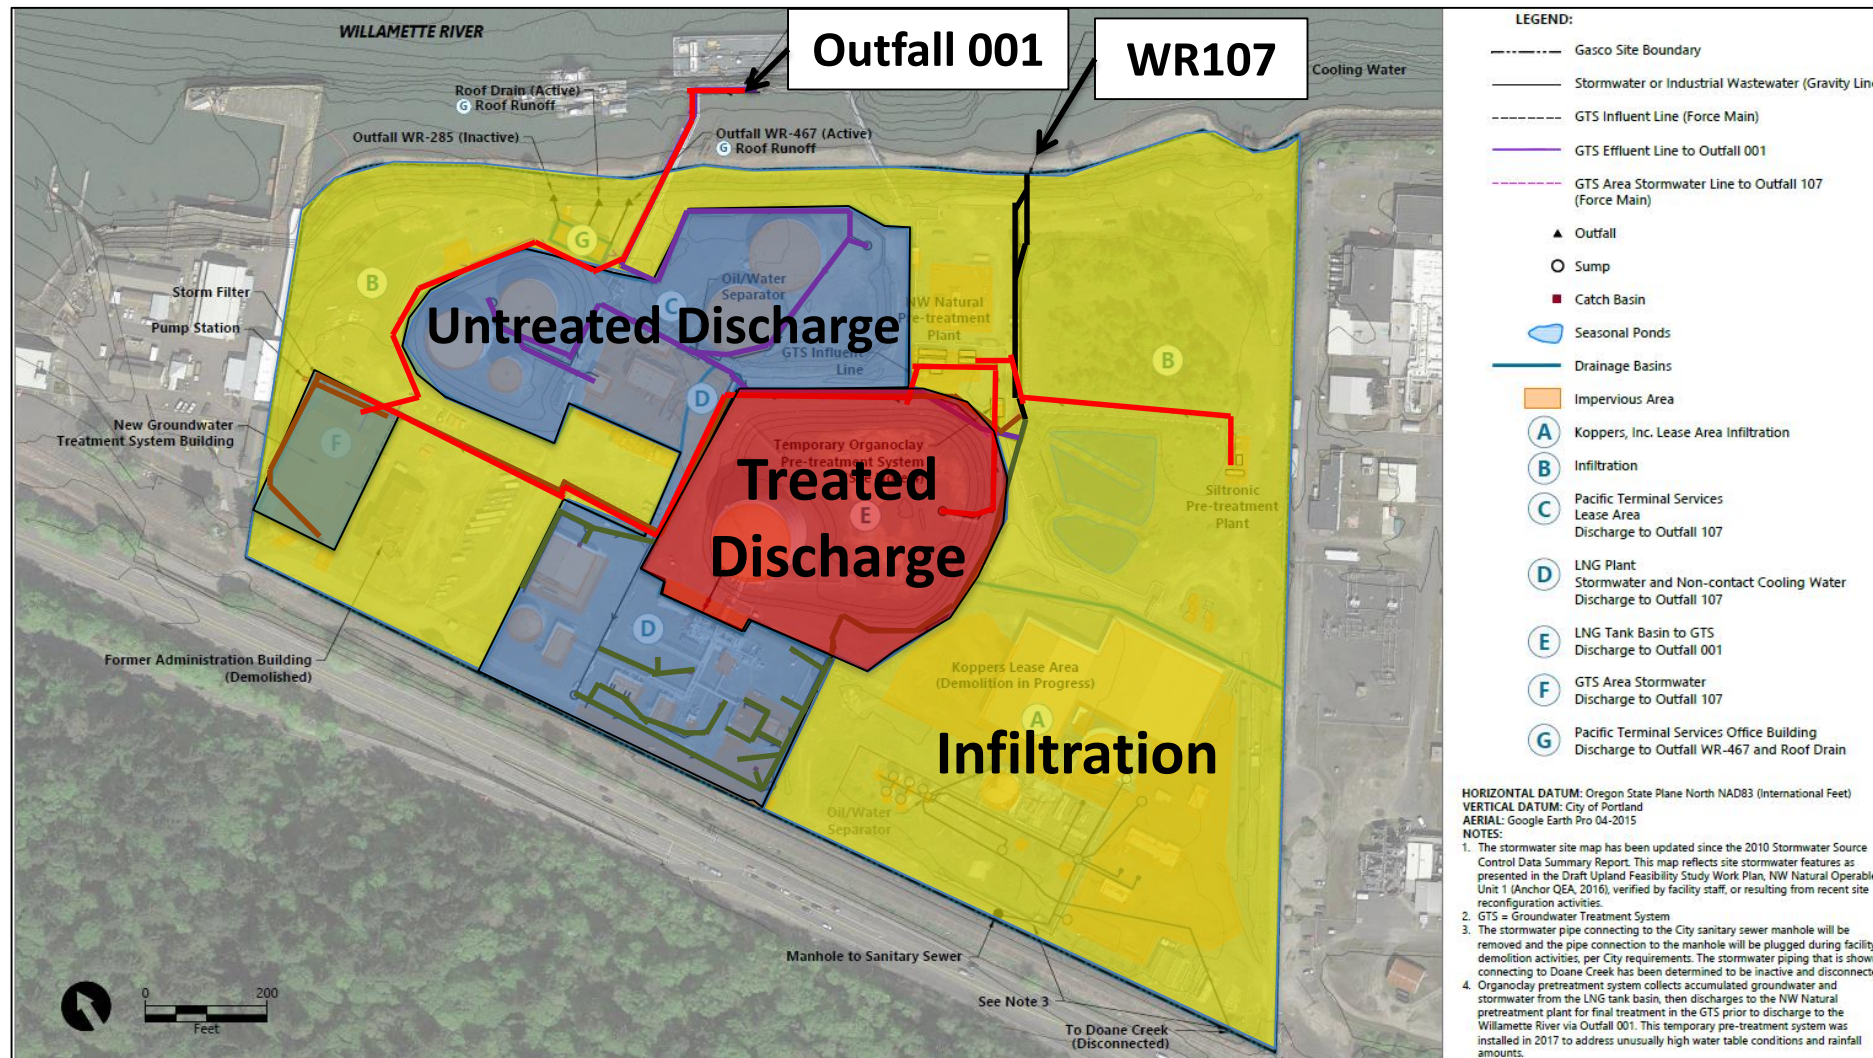 WILLAMETTE RIVER
Outfall 001
WR107
Cooling Water
Roof Drain (Active)
G Roof Runoff
Outfall WR-285 (Inactive)
Outfall WR-467 (Active)
G Roof Runoff
G
B
Storm Filter
Pump Station
Oil/Water
Separator
C
NW Natural
Pre-treatment
Plant
Untreated Discharge
GTS Influent
Line
B
D
New Groundwater
Treatment System Building
F
Temporary Organoclay
Pre-treatment System
Treated
Discharge
E
Siltronic
Pre-treatment
Plant
D
Former Administration Building
(Demolished)
Koppers Lease Area
(Demolition in Progress)
A
Infiltration
Oil/Water
Separator
Manhole to Sanitary Sewer
See Note 3
To Doane Creek
(Disconnected)
0 200
Feet
LEGEND:
Gasco Site Boundary
Stormwater or Industrial Wastewater (Gravity Line
GTS Influent Line (Force Main)
GTS Effluent Line to Outfall 001
GTS Area Stormwater Line to Outfall 107
(Force Main)
Outfall
Sump
Catch Basin
Seasonal Ponds
Drainage Basins
Impervious Area
A Koppers, Inc. Lease Area Infiltration
B Infiltration
C Pacific Terminal Services
Lease Area
Discharge to Outfall 107
D LNG Plant
Stormwater and Non-contact Cooling Water
Discharge to Outfall 107
E LNG Tank Basin to GTS
Discharge to Outfall 001
F GTS Area Stormwater
Discharge to Outfall 107
G Pacific Terminal Services Office Building
Discharge to Outfall WR-467 and Roof Drain
HORIZONTAL DATUM: Oregon State Plane North NAD83 (International Feet)
VERTICAL DATUM: City of Portland
AERIAL: Google Earth Pro 04-2015
NOTES:
1. The stormwater site map has been updated since the 2010 Stormwater Source
Control Data Summary Report. This map reflects site stormwater features as
presented in the Draft Upland Feasibility Study Work Plan, NW Natural Operable
Unit 1 (Anchor QEA, 2016), verified by facility staff, or resulting from recent site
reconfiguration activities.
2. GTS = Groundwater Treatment System
3. The stormwater pipe connecting to the City sanitary sewer manhole will be
removed and the pipe connection to the manhole will be plugged during facility
demolition activities, per City requirements. The stormwater piping that is show
connecting to Doane Creek has been determined to be inactive and disconnecte
4. Organoclay pretreatment system collects accumulated groundwater and
stormwater from the LNG tank basin, then discharges to the NW Natural
pretreatment plant for final treatment in the GTS prior to discharge to the
Willamette River via Outfall 001. This temporary pre-treatment system was
installed in 2017 to address unusually high water table conditions and rainfall
amounts.